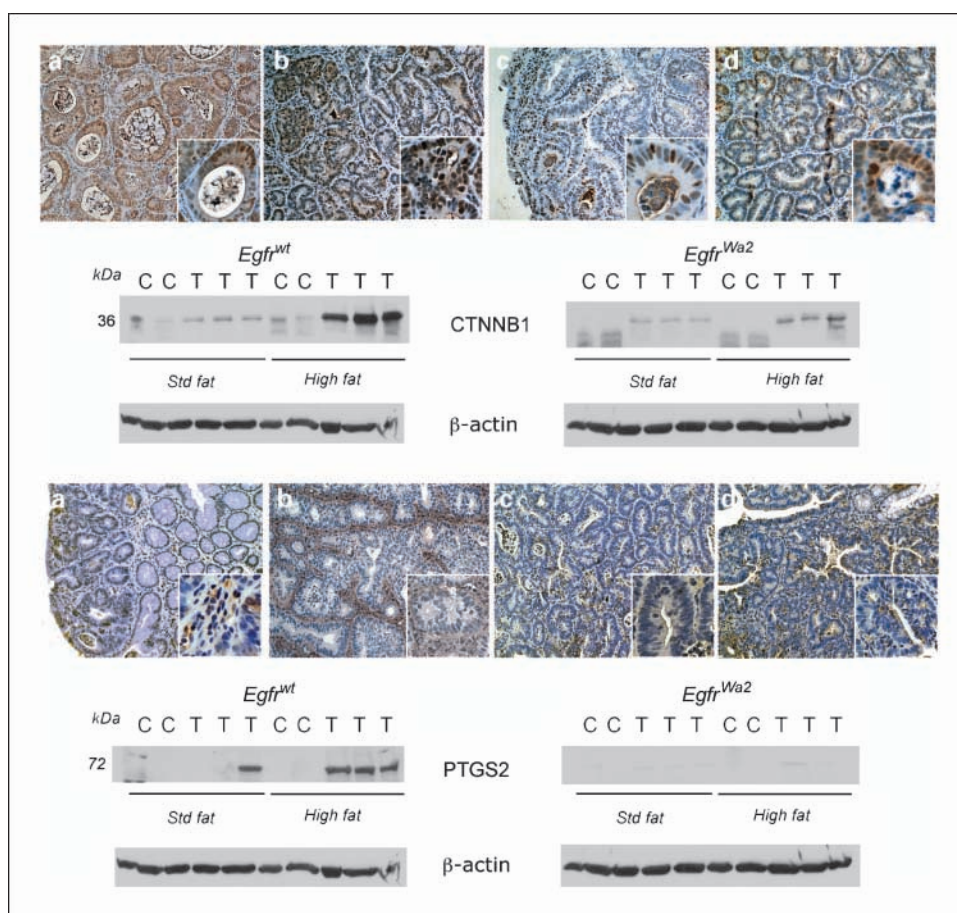 a b c d
Egfr^wt Egfr^Wa2
kDa C C T T T C C T T T C C T T T C C T T T
36 CTNNB1
Std fat High fat Std fat High fat
β-actin
a b c d
Egfr^wt Egfr^Wa2
kDa C C T T T C C T T T C C T T T C C T T T
72 PTGS2
Std fat High fat Std fat High fat
β-actin